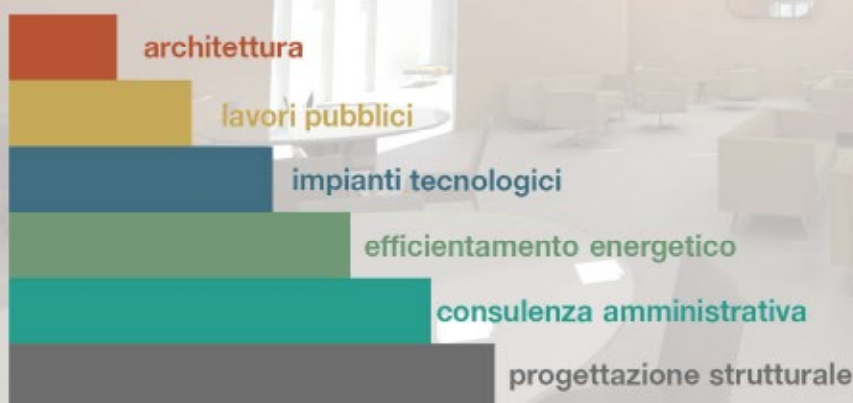 architettura
lavori pubblici
impianti tecnologici
efficientamento energetico
consulenza amministrativa
progettazione strutturale